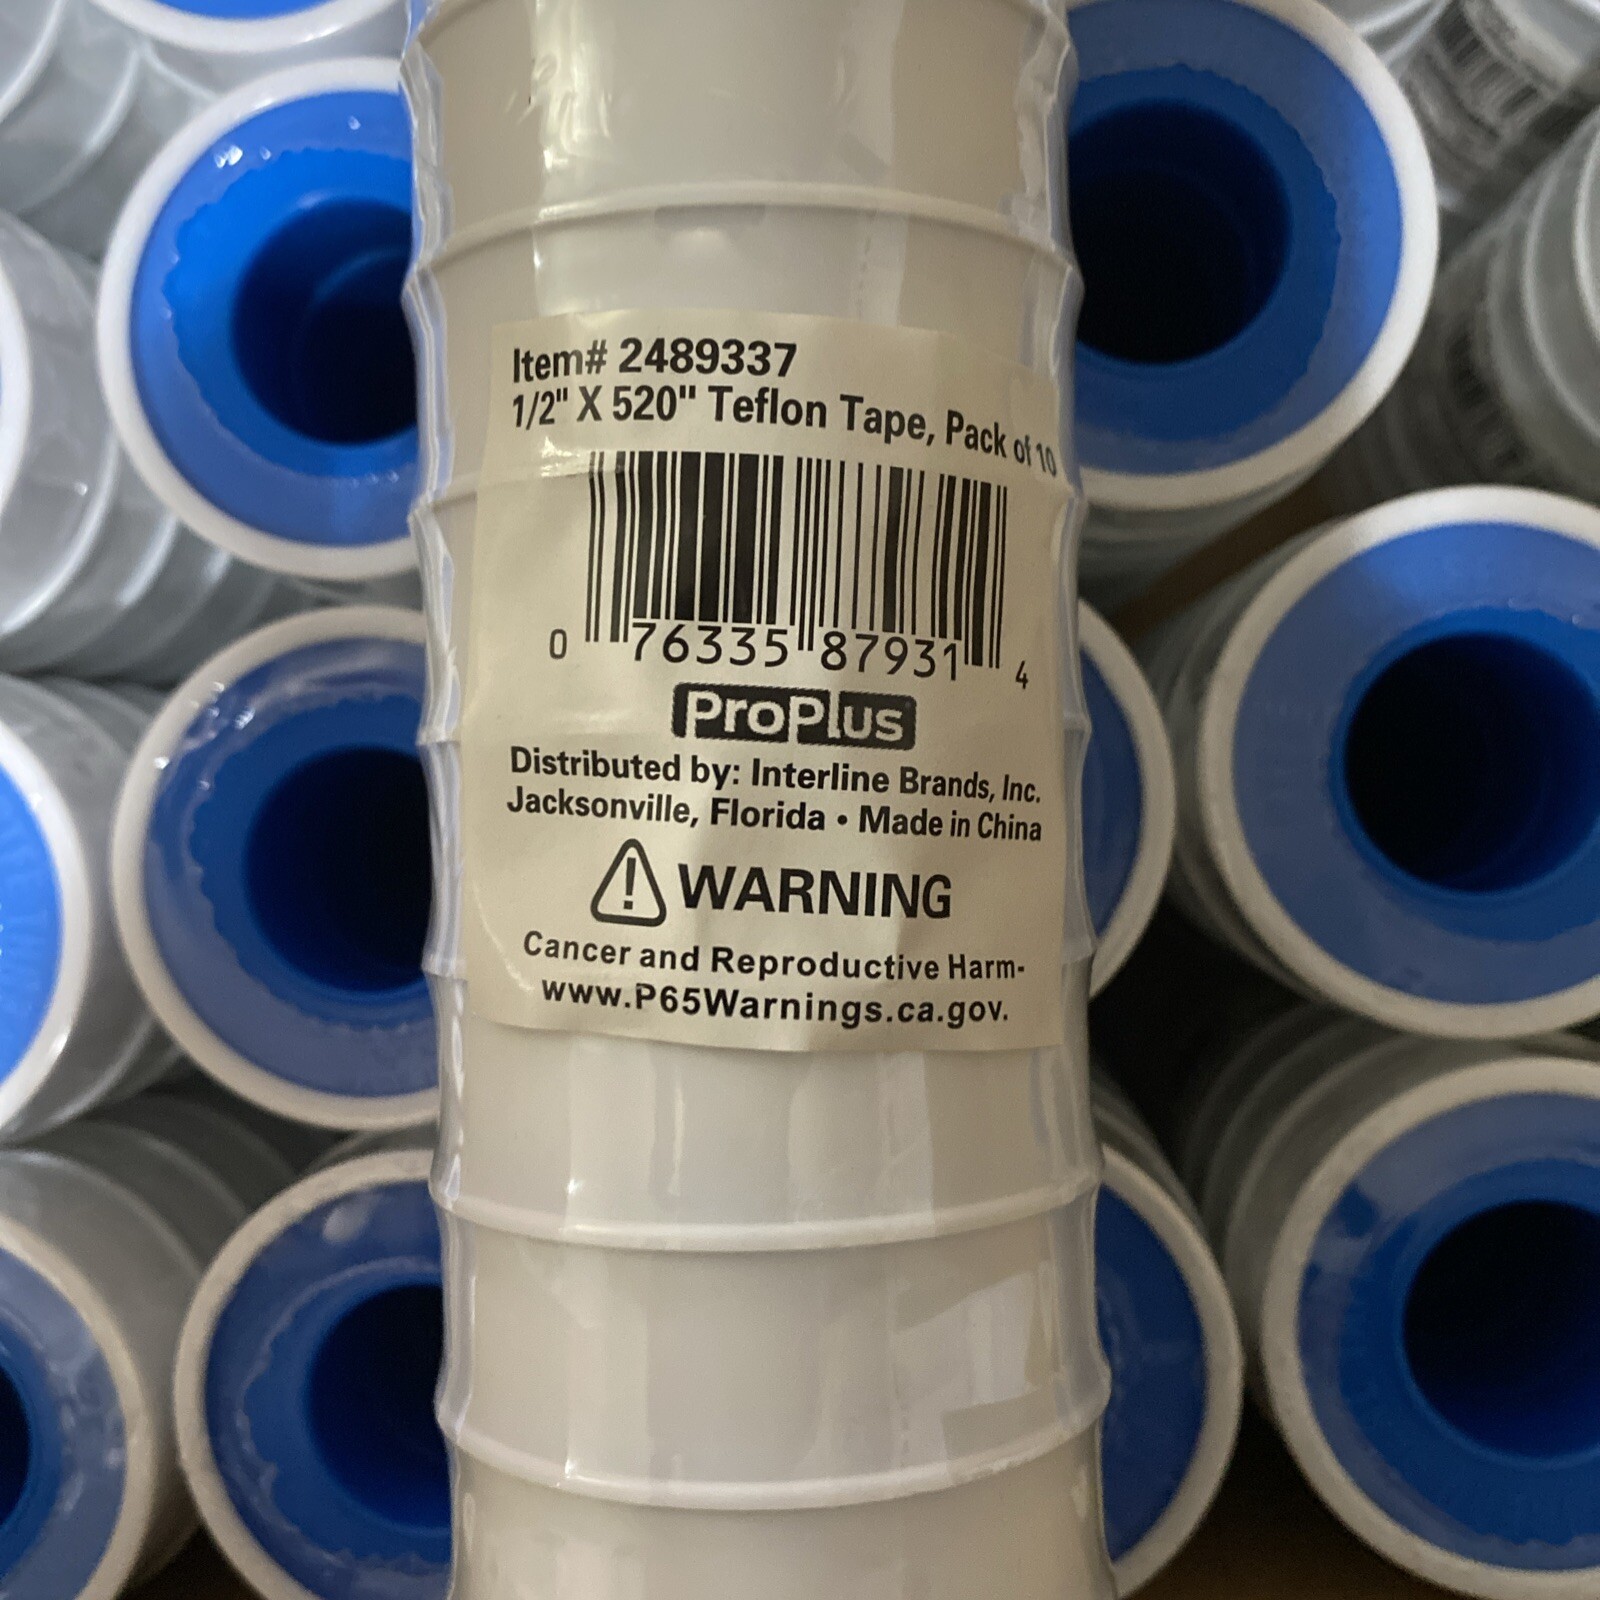 Item# 2489337
1/2" X 520" Teflon Tape, Pack of 10
0 76335 87931 4
ProPlus
Distributed by: Interline Brands, Inc.
Jacksonville, Florida • Made in China
WARNING
Cancer and Reproductive Harm-
www.P65Warnings.ca.gov.